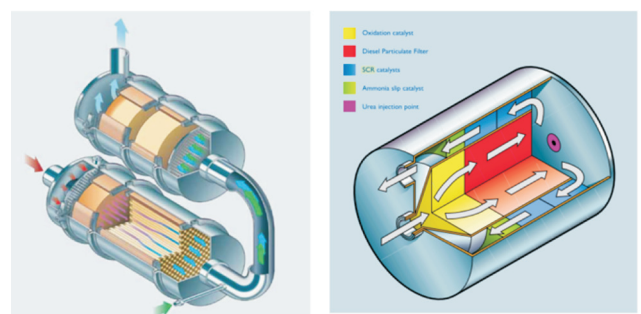 Oxidation catalyst
Diesel Particulate Filter
SCR catalysts
Ammonia slip catalyst
Urea injection point